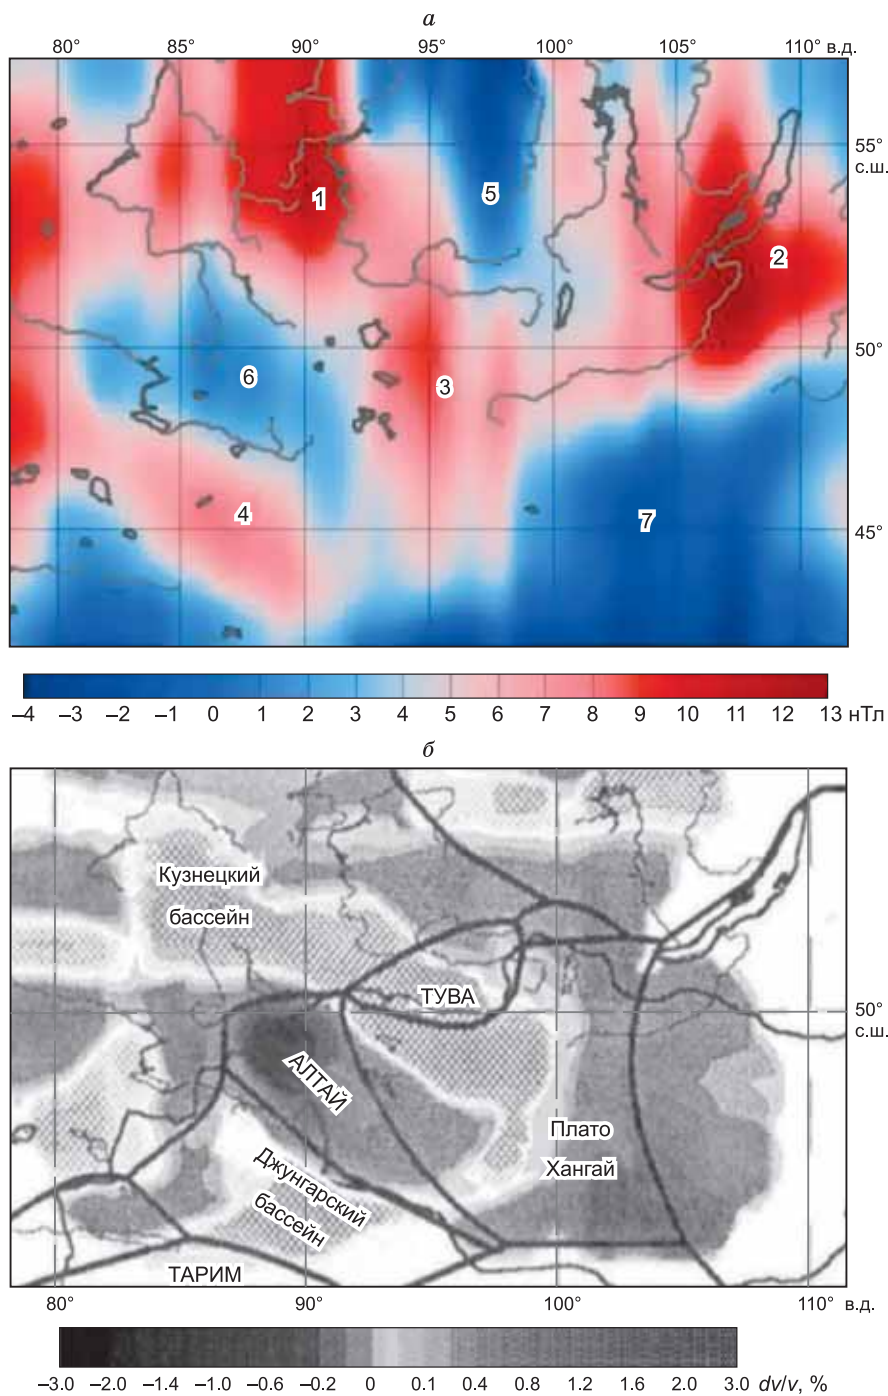 а
80° 85° 90° 95° 100° 105° 110° в.д.
55°
с.ш.
1
5
2
50°
6
3
4
7
45°
–4 –3 –2 –1 0 1 2 3 4 5 6 7 8 9 10 11 12 13 нТл
б
Кузнецкий
бассейн
ТУВА
50°
с.ш.
АЛТАЙ
Плато
Хангай
Джунгарский
бассейн
ТАРИМ
80° 90° 100° 110° в.д.
–3.0 –2.0 –1.4 –1.0 –0.6 –0.2 0 0.1 0.4 0.8 1.2 1.6 2.0 3.0 dv/v, %